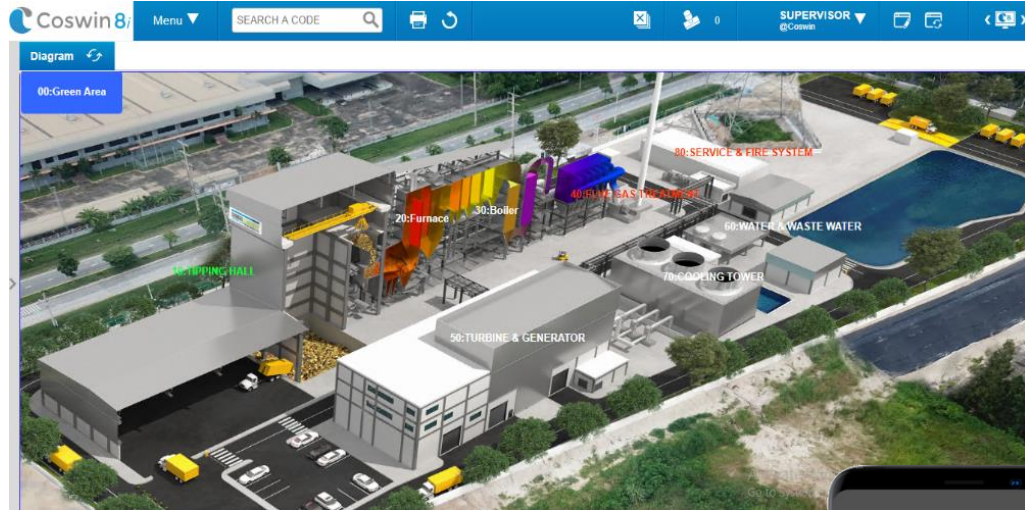 Coswin 8i
Menu
SEARCH A CODE
0
SUPERVISOR
@Coswin
Diagram
00:Green Area
80:SERVICE & FIRE SYSTEM
40:FLUE GAS TREATMENT
30:Boiler
20:Furnace
60:WATER & WASTE WATER
10:TIPPING HALL
70:COOLING TOWER
50:TURBINE & GENERATOR